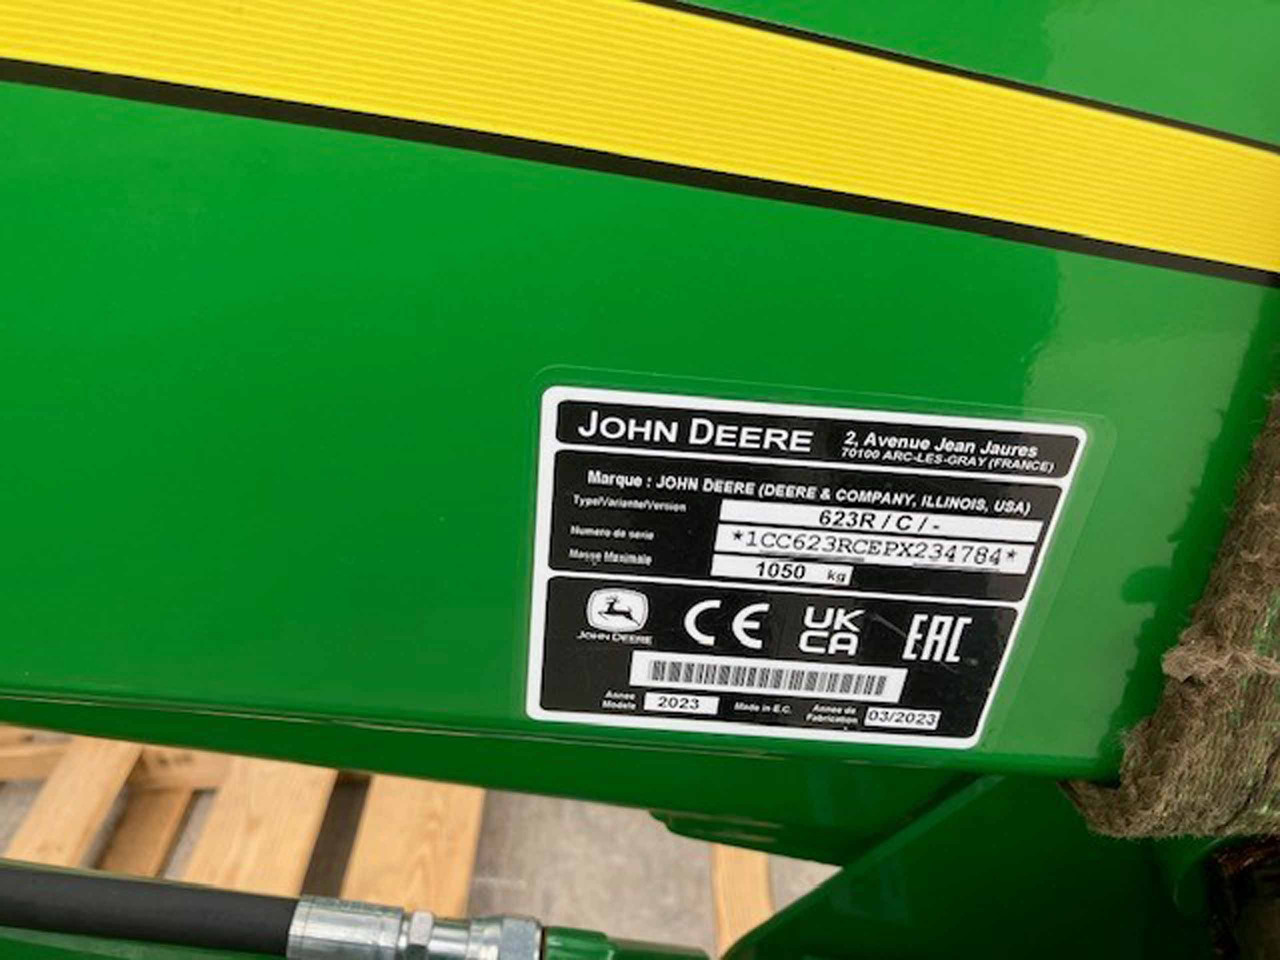 JOHN DEERE
2, Avenue Jean Jaures
70100 ARC-LES-GRAY (FRANCE)
Marque : JOHN DEERE (DEERE & COMPANY, ILLINOIS, USA)
Type/Variante/Version
623R / C / -
Numero de serie
*1CC623RCEPX234784*
Masse Maximale
1050 kg
JOHN DEERE
CE
UK
CA
EAC
Annee
Modele
2023
Made in E.C.
Annee de
Fabrication
03/2023